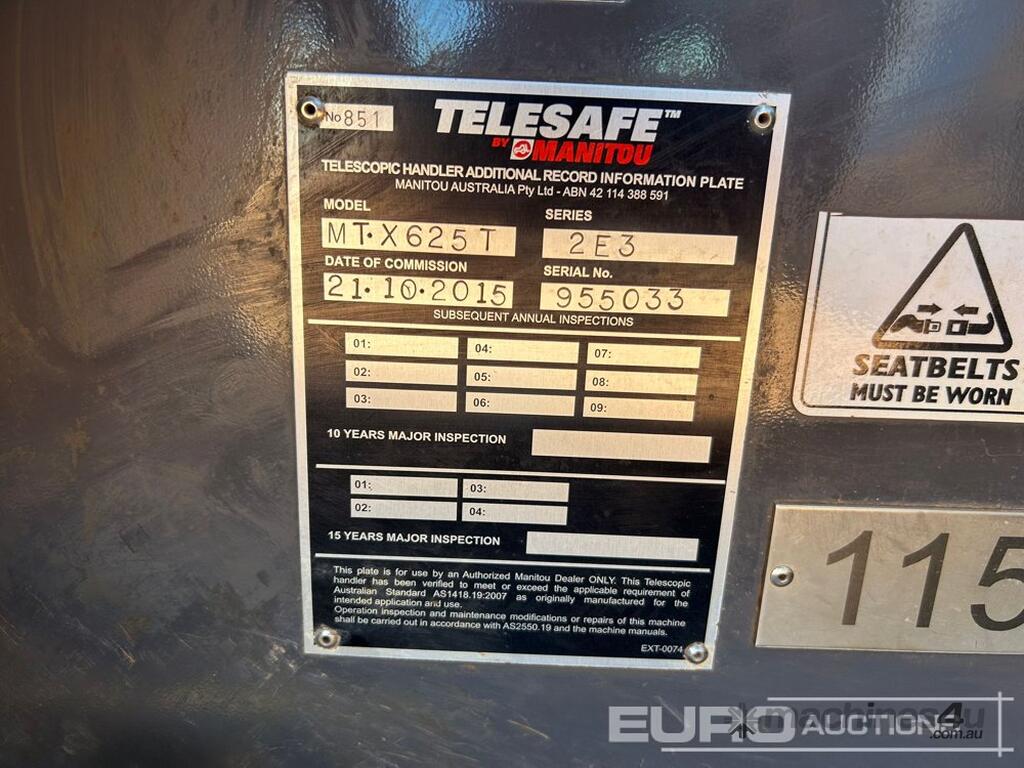 No 851
TELESAFE™
BY MANITOU
TELESCOPIC HANDLER ADDITIONAL RECORD INFORMATION PLATE
MANITOU AUSTRALIA Pty Ltd - ABN 42 114 388 591
MODEL SERIES
MT·X625T 2E3
DATE OF COMMISSION SERIAL No.
21·10·2015 955033
SUBSEQUENT ANNUAL INSPECTIONS
01: 04: 07:
02: 05: 08:
03: 06: 09:
10 YEARS MAJOR INSPECTION
01: 03:
02: 04:
15 YEARS MAJOR INSPECTION
This plate is for use by an Authorized Manitou Dealer ONLY. This Telescopic
handler has been verified to meet or exceed the applicable requirement of
Australian Standard AS1418.19:2007 as originally manufactured for the
intended application and use.
Operation inspection and maintenance modifications or repairs of this machine
shall be carried out in accordance with AS2550.19 and the machine manuals.
EXT-0074
SEATBELTS
MUST BE WORN
115
EURO AUCTIONS
machines4u
.com.au